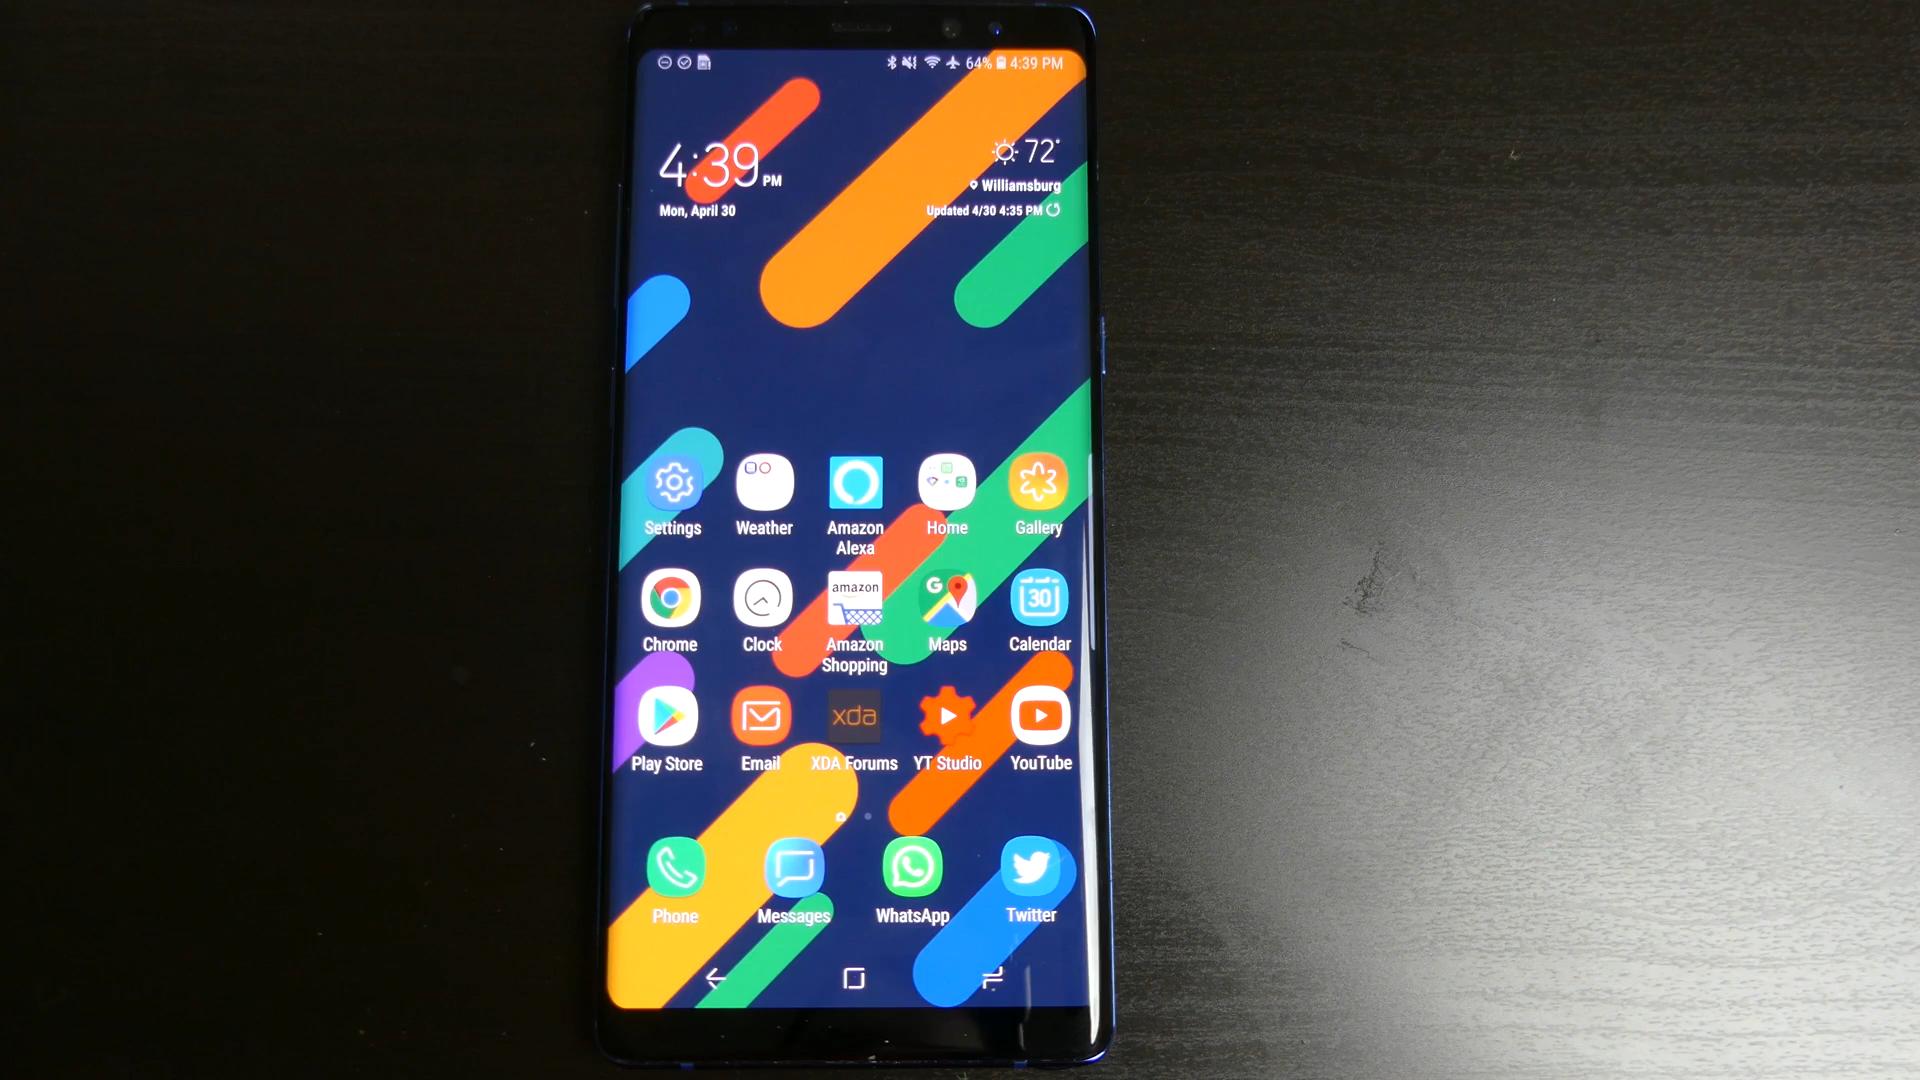 64% 4:39 PM
4:39 PM
72°
Williamsburg
Mon, April 30
Updated 4/30 4:35 PM
Settings
Weather
Amazon
Alexa
Home
Gallery
amazon
G
30
Chrome
Clock
Amazon
Shopping
Maps
Calendar
xda
Play Store
Email
XDA Forums
YT Studio
YouTube
Phone
Messages
WhatsApp
Twitter